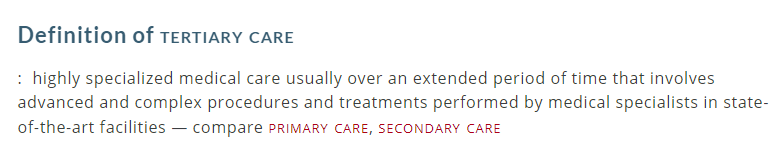 Definition of TERTIARY CARE
: highly specialized medical care usually over an extended period of time that involves
advanced and complex procedures and treatments performed by medical specialists in state-
of-the-art facilities — compare PRIMARY CARE, SECONDARY CARE